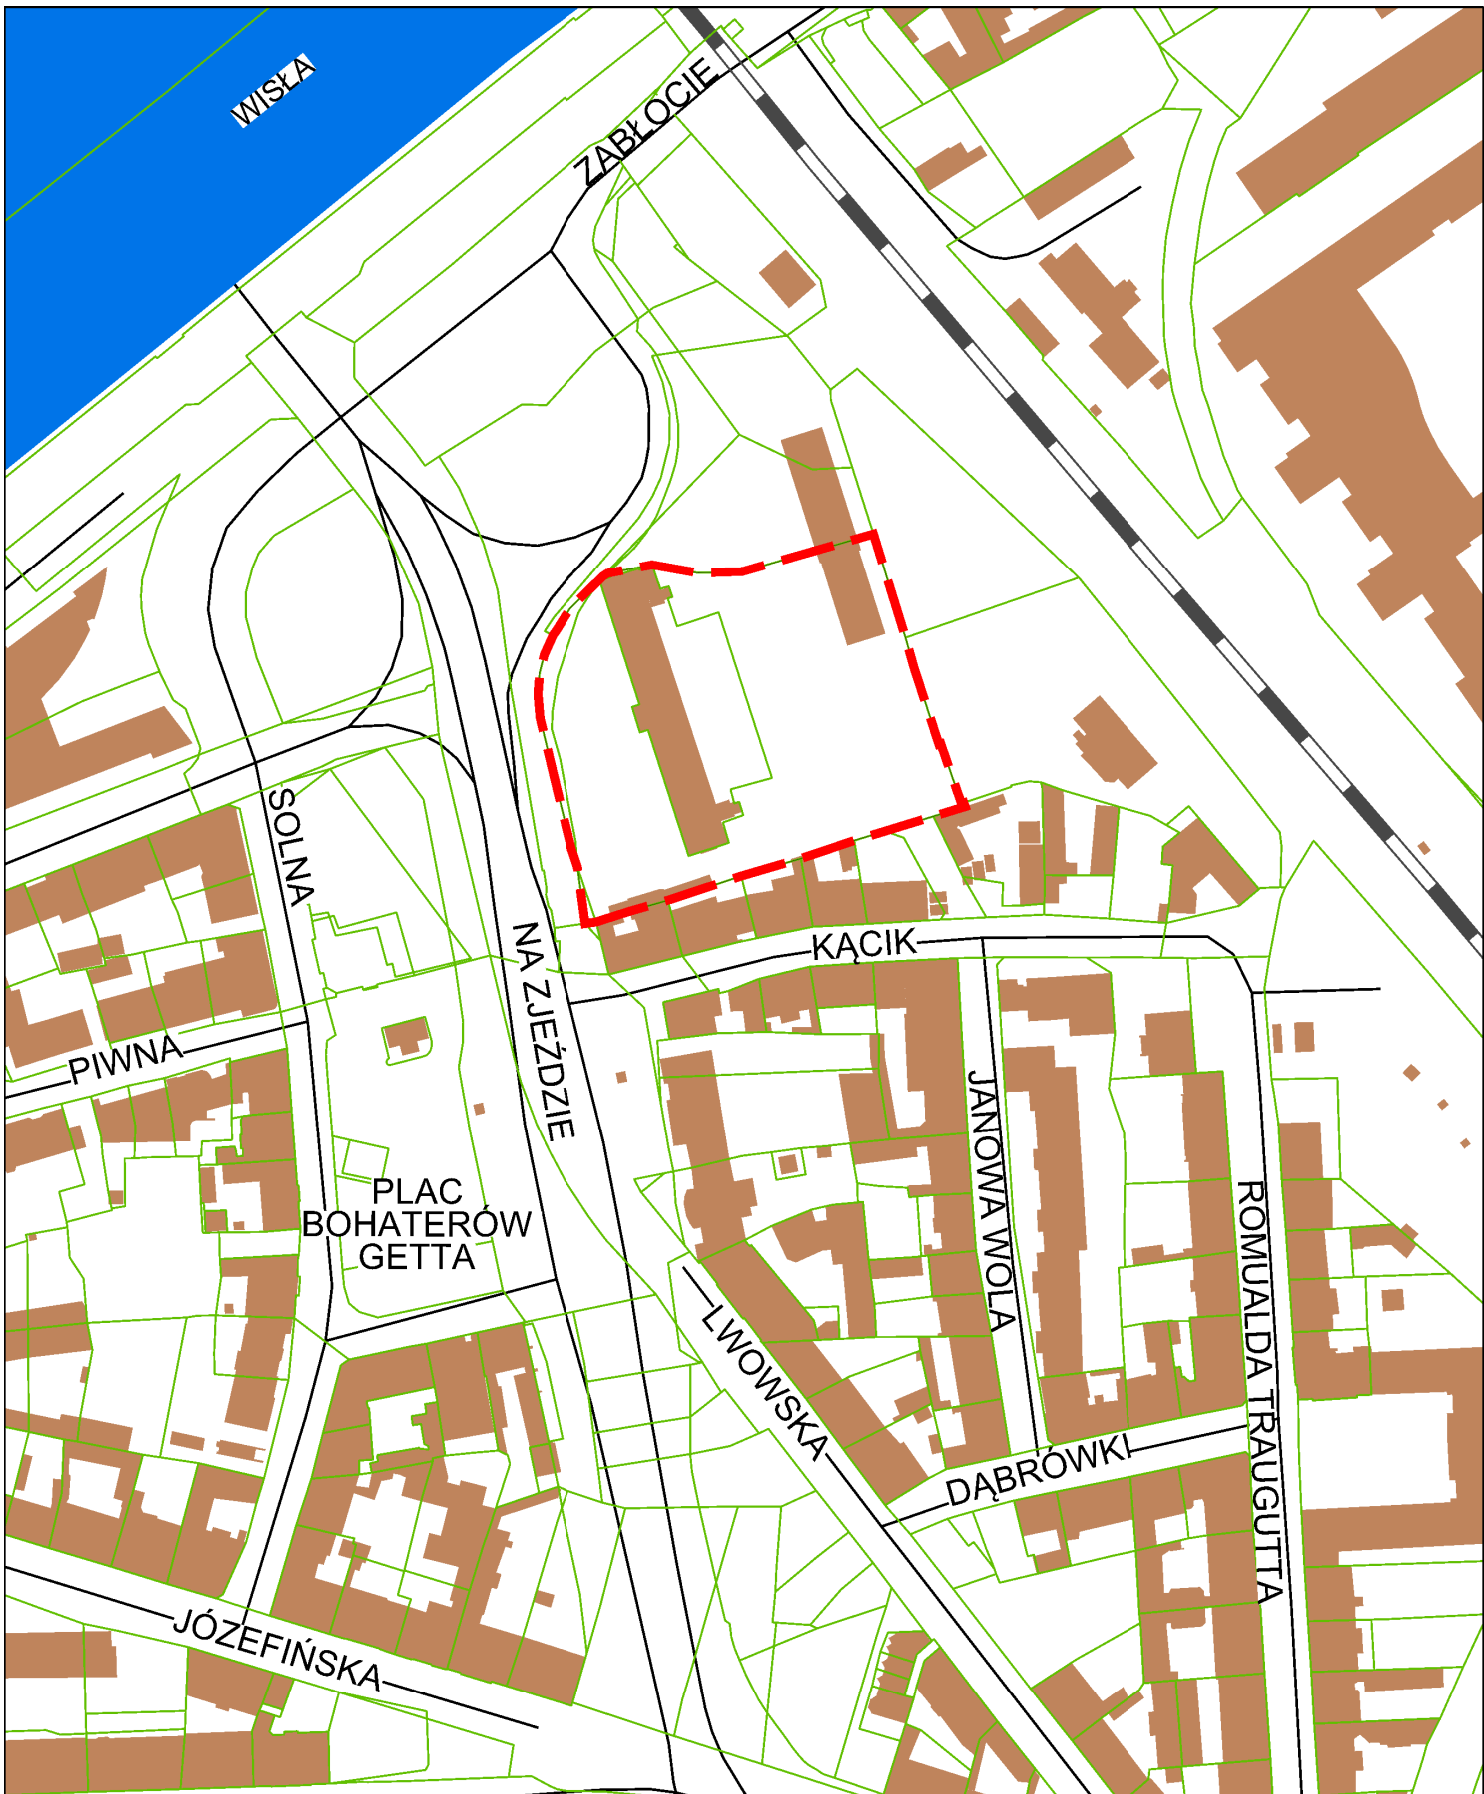 WISŁA
ZABŁOCIE
SOLNA
NA ZJEŹDZIE
KĄCIK
PIWNA
JANOWA WOLA
PLAC
BOHATERÓW
GETTA
ROMUALDA TRAUGUTTA
LWOWSKA
DĄBRÓWKI
JÓZEFIŃSKA